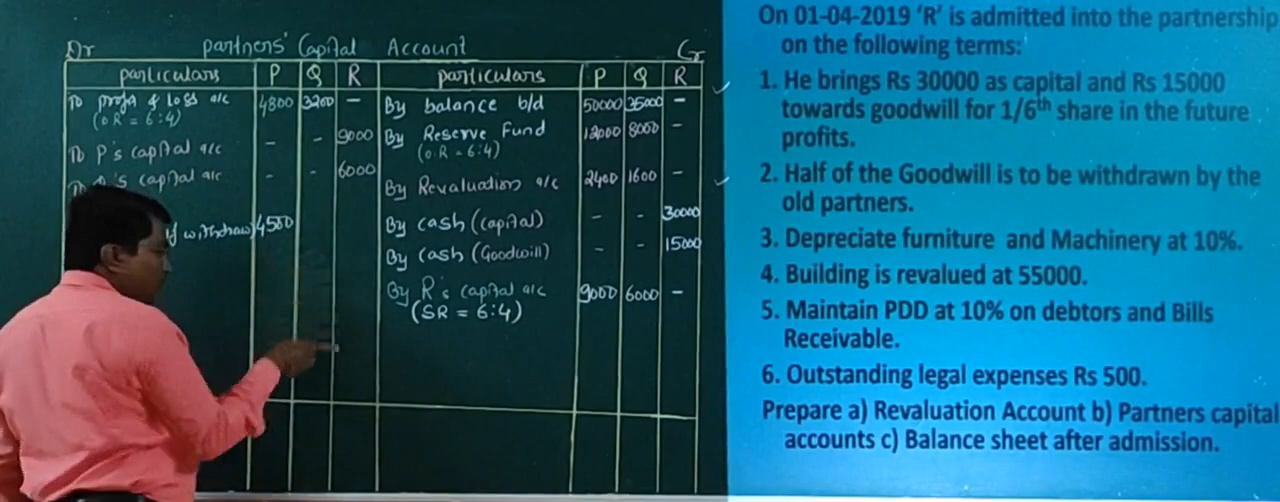 Dr Partners' Capital Account Cr
particulars P Q R particulars P Q R
To profit & Loss a/c 4800 3200 - By balance b/d 50000 35000 -
(O.R = 6:4)
To P's capital a/c - - 9000 By Reserve Fund 12000 8000 -
(O.R = 6:4)
's capital a/c - - 6000 By Revaluation a/c 2400 1600 -
withdraw) 4500 By cash (capital) - - 30000
By cash (Goodwill) - - 15000
By R's capital a/c 9000 6000 -
(SR = 6:4)
On 01-04-2019 'R' is admitted into the partnership
on the following terms:
1. He brings Rs 30000 as capital and Rs 15000
towards goodwill for 1/6th share in the future
profits.
2. Half of the Goodwill is to be withdrawn by the
old partners.
3. Depreciate furniture and Machinery at 10%.
4. Building is revalued at 55000.
5. Maintain PDD at 10% on debtors and Bills
Receivable.
6. Outstanding legal expenses Rs 500.
Prepare a) Revaluation Account b) Partners capital
accounts c) Balance sheet after admission.